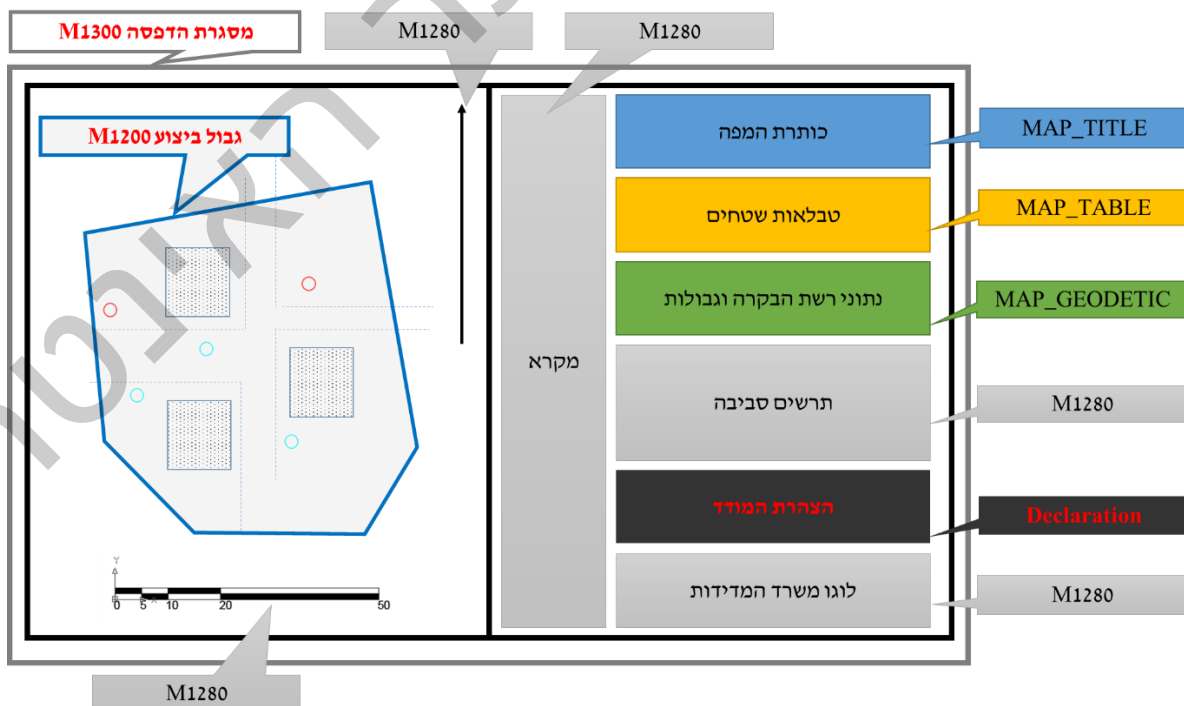 מסגרת הדפסה M1300
M1280
M1280
גבול ביצוע M1200
מקרא
כותרת המפה
MAP_TITLE
טבלאות שטחים
MAP_TABLE
נתוני רשת הבקרה וגבולות
MAP_GEODETIC
תרשים סביבה
M1280
הצהרת המודד
Declaration
לוגו משרד המדידות
M1280
Y
X
0 5 10 20 50
M1280